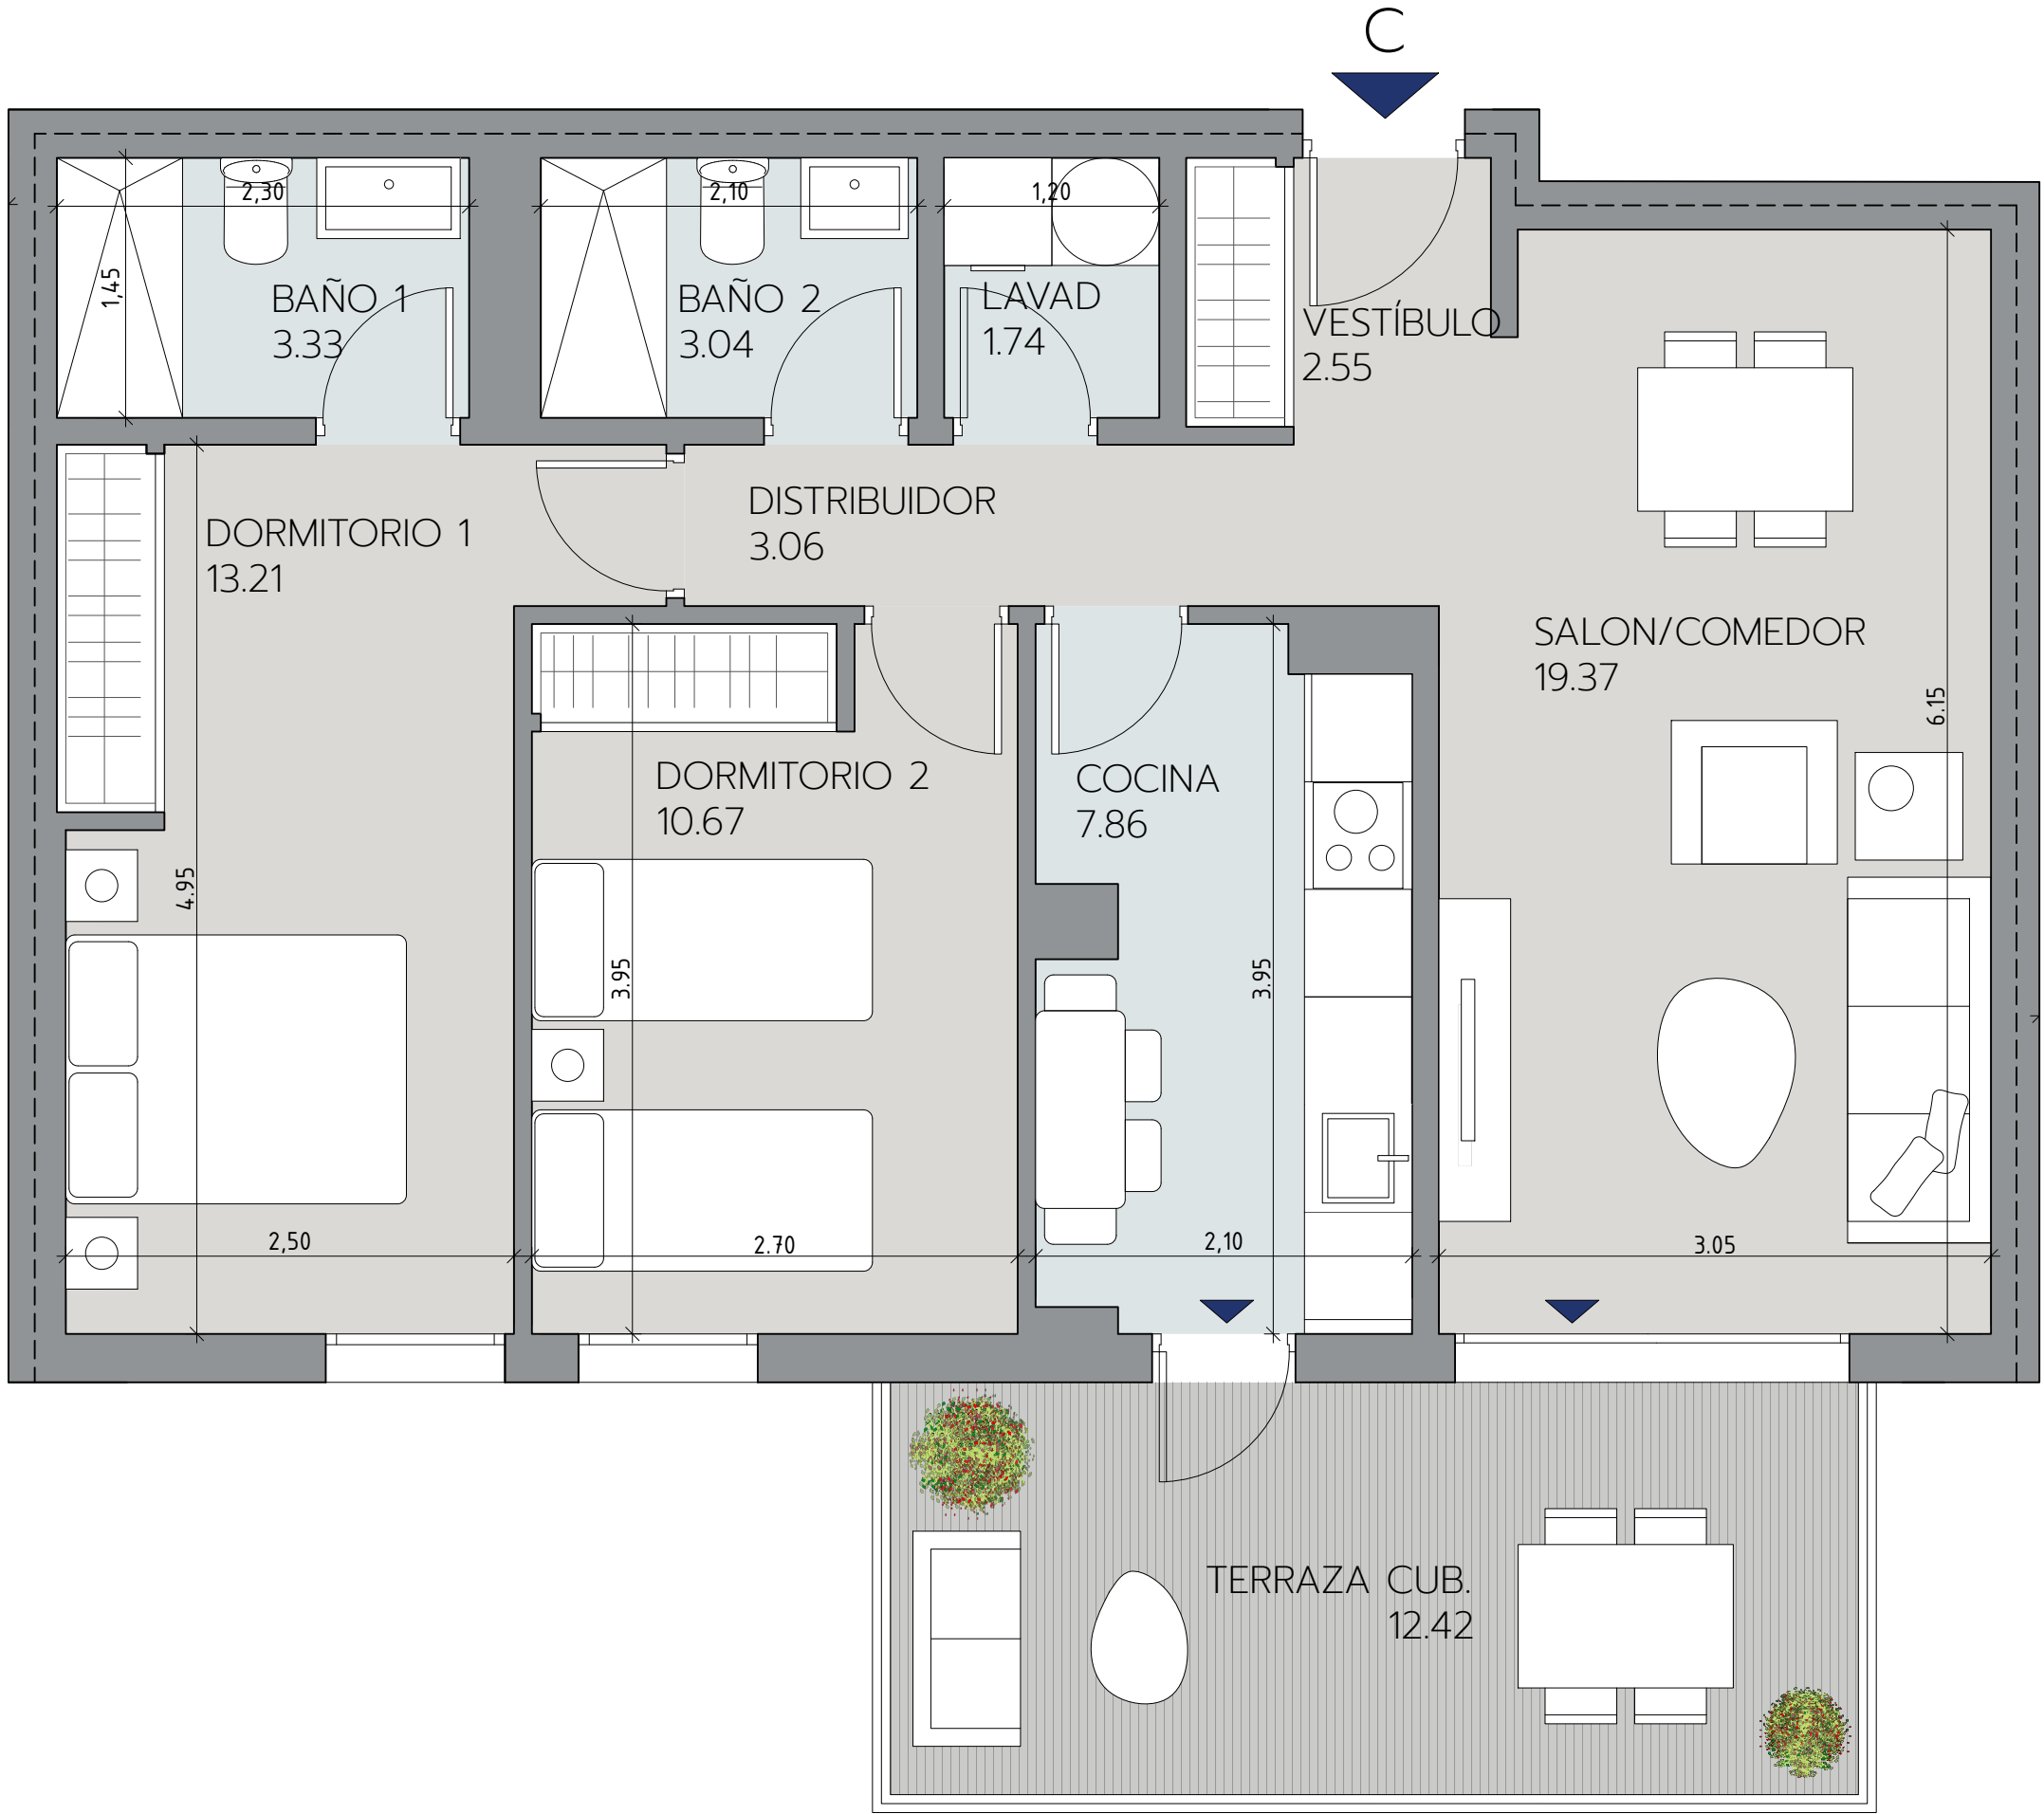 C
2,30
2,10
1,20
1,45
BAÑO 1
3.33
BAÑO 2
3.04
LAVAD
1.74
VESTÍBULO
2.55
DORMITORIO 1
13.21
DISTRIBUIDOR
3.06
SALON/COMEDOR
19.37
6.15
DORMITORIO 2
10.67
COCINA
7.86
4.95
3.95
3.95
2,50
2.70
2,10
3.05
TERRAZA CUB.
12.42